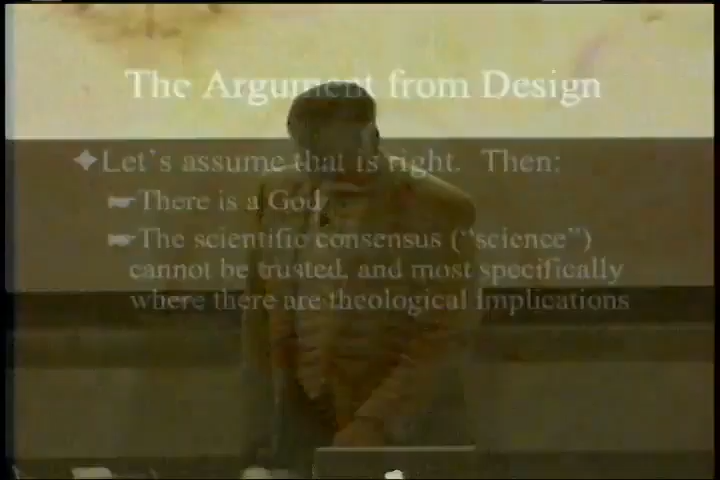 The Argument from Design
Let's assume that is right. Then:
There is a God
The scientific consensus ("science")
cannot be trusted, and most specifically
where there are theological implications